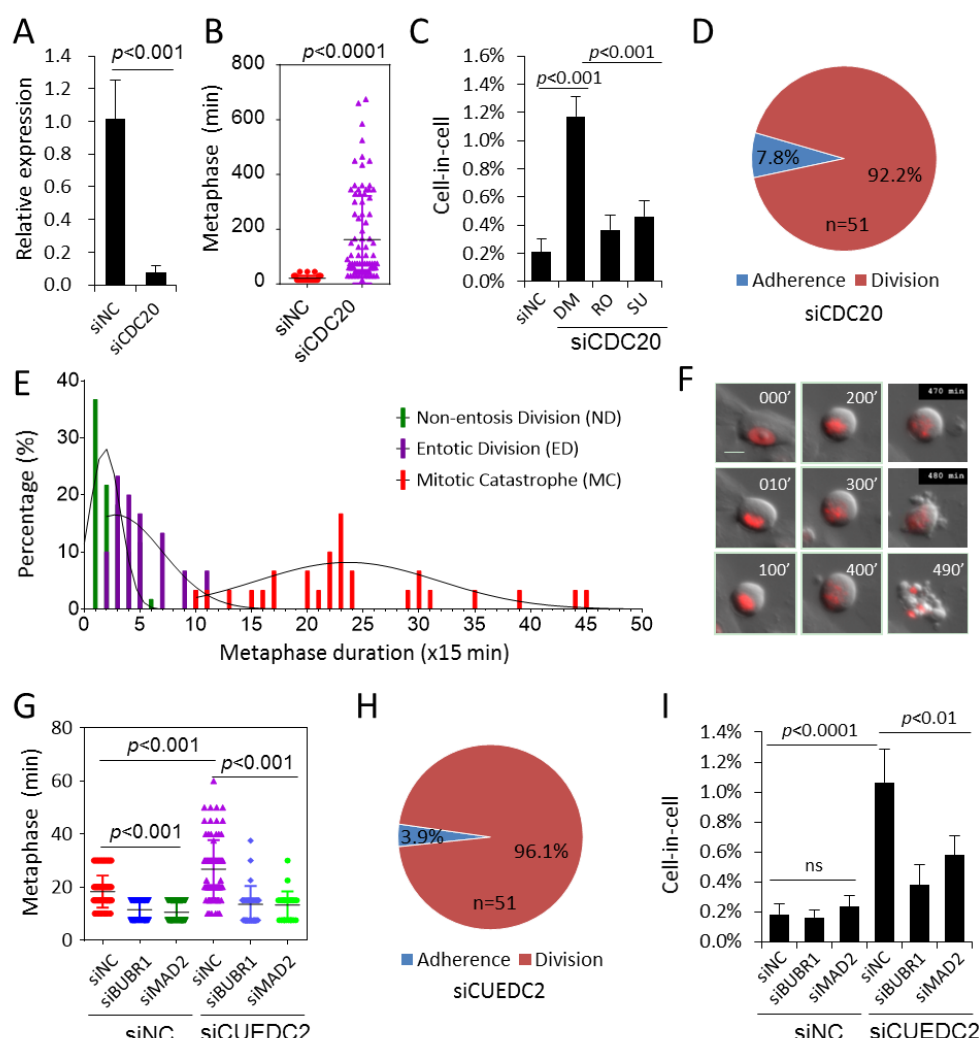 A
p<0.001
Relative expression
1.4
1.2
1.0
0.8
0.6
0.4
0.2
0.0
siNC
siCDC20
B
p<0.0001
Metaphase (min)
800
600
400
200
0
siNC
siCDC20
C
p<0.001
p<0.001
Cell-in-cell
1.6%
1.4%
1.2%
1.0%
0.8%
0.6%
0.4%
0.2%
0.0%
siNC
DM
RO
SU
siCDC20
D
7.8%
92.2%
n=51
Adherence
Division
siCDC20
E
Percentage (%)
40
30
20
10
0
Non-entosis Division (ND)
Entotic Division (ED)
Mitotic Catastrophe (MC)
0
5
10
15
20
25
30
35
40
45
50
Metaphase duration (x15 min)
F
000’
200’
470 min
010’
300’
480 min
100’
400’
490’
G
Metaphase (min)
80
60
40
20
0
p<0.001
p<0.001
p<0.001
siNC
siBUBR1
siMAD2
siNC
siBUBR1
siMAD2
siNC
siCUEDC2
H
3.9%
96.1%
n=51
Adherence
Division
siCUEDC2
I
p<0.0001
p<0.01
ns
Cell-in-cell
1.4%
1.2%
1.0%
0.8%
0.6%
0.4%
0.2%
0.0%
siNC
siBUBR1
siMAD2
siNC
siBUBR1
siMAD2
siNC
siCUEDC2